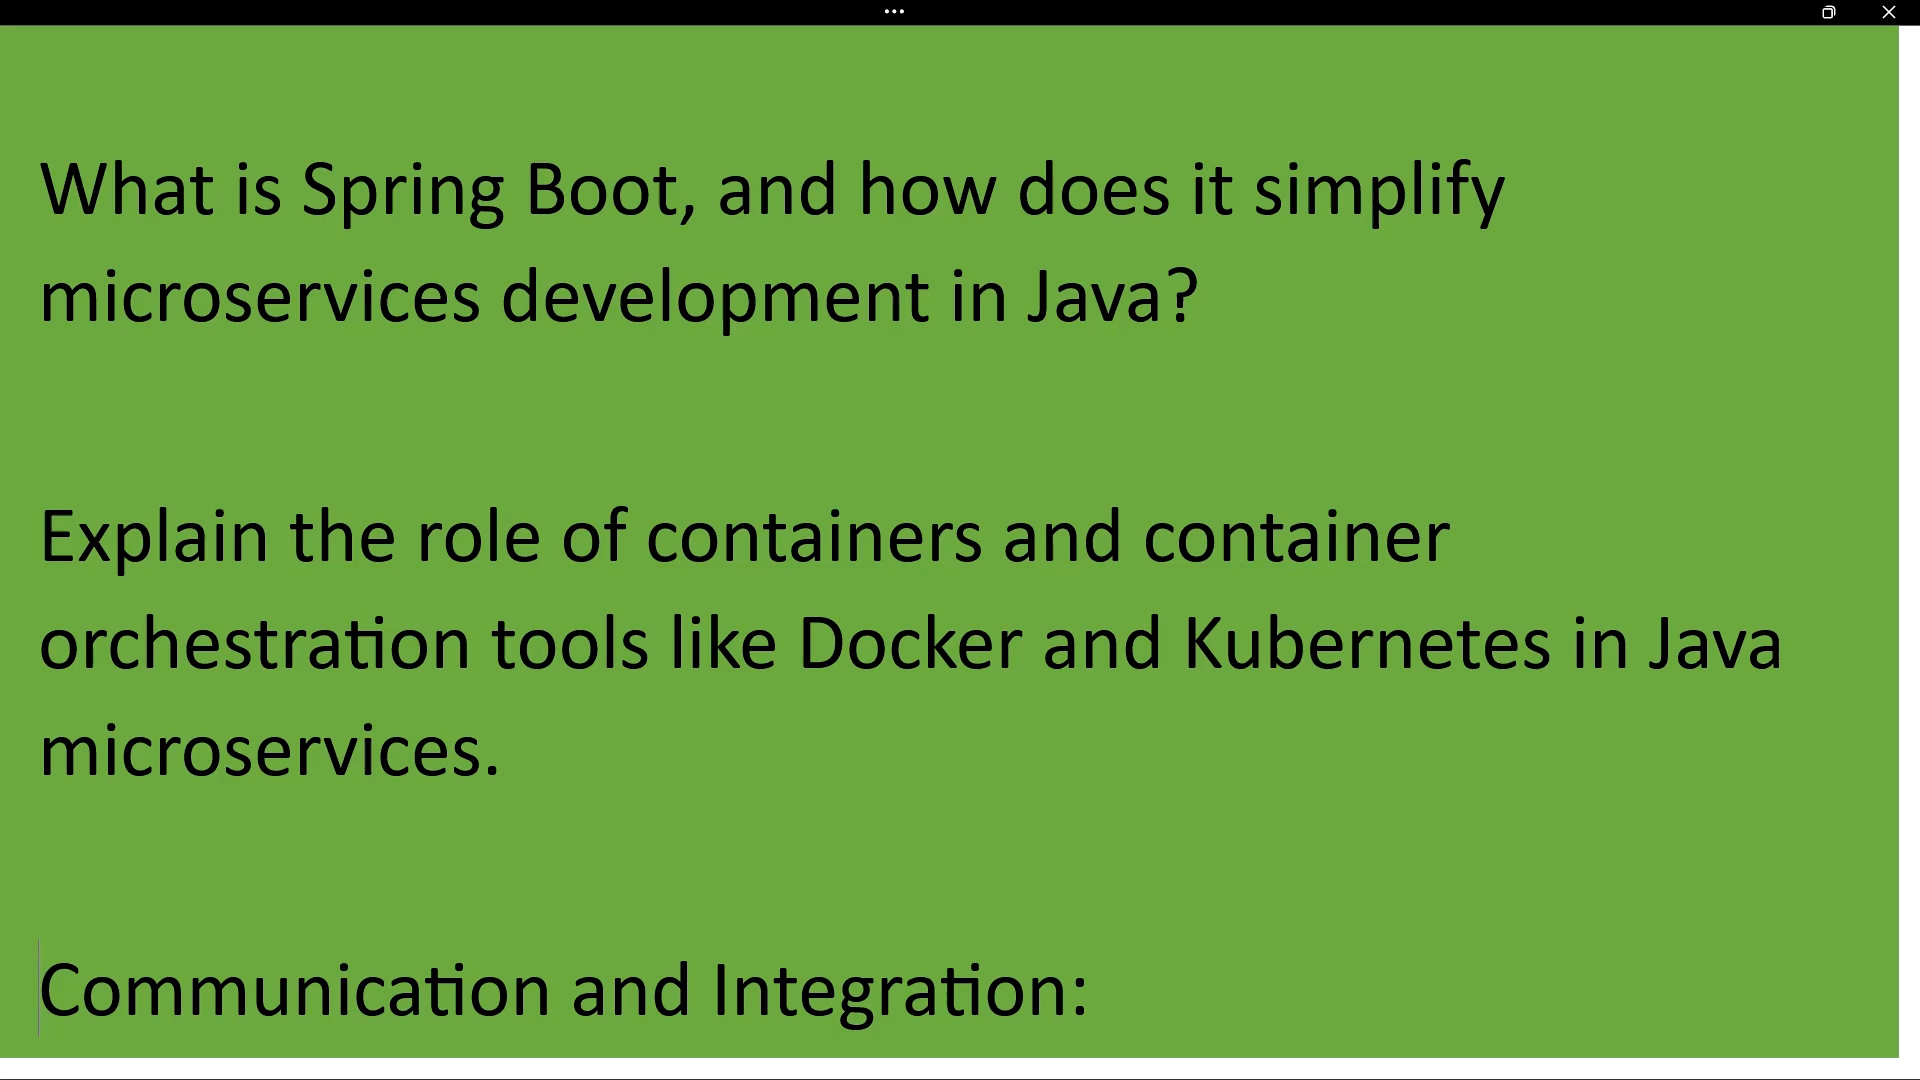 What is Spring Boot, and how does it simplify
microservices development in Java?
Explain the role of containers and container
orchestration tools like Docker and Kubernetes in Java
microservices.
Communication and Integration: